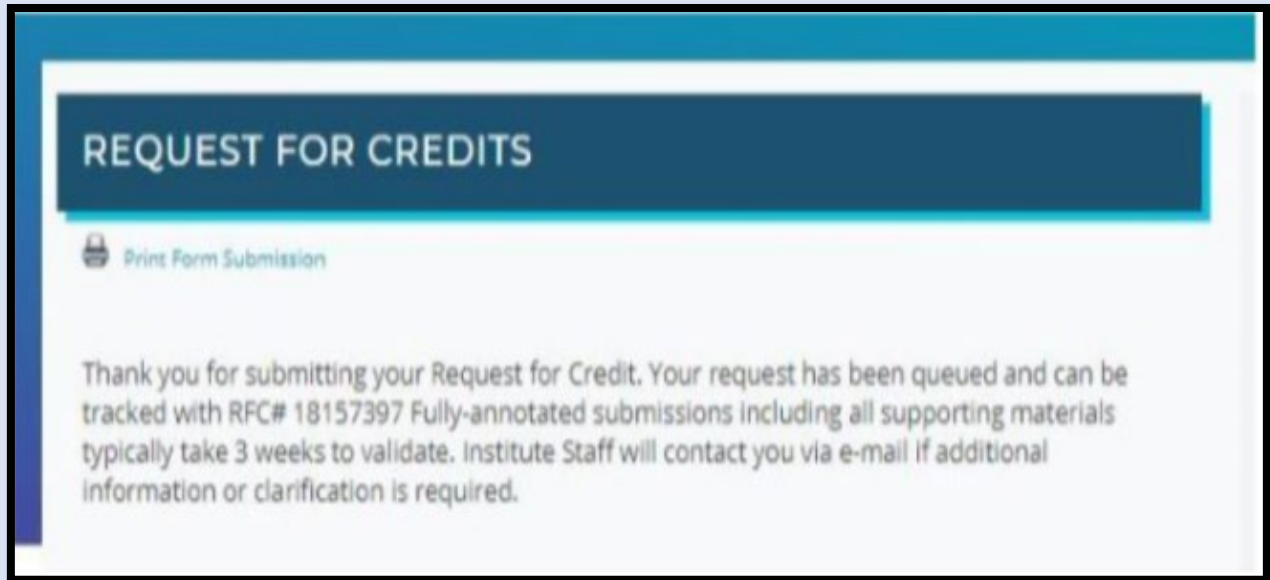 REQUEST FOR CREDITS
Print Form Submission
Thank you for submitting your Request for Credit. Your request has been queued and can be
tracked with RFC# 18157397 Fully-annotated submissions including all supporting materials
typically take 3 weeks to validate. Institute Staff will contact you via e-mail if additional
information or clarification is required.